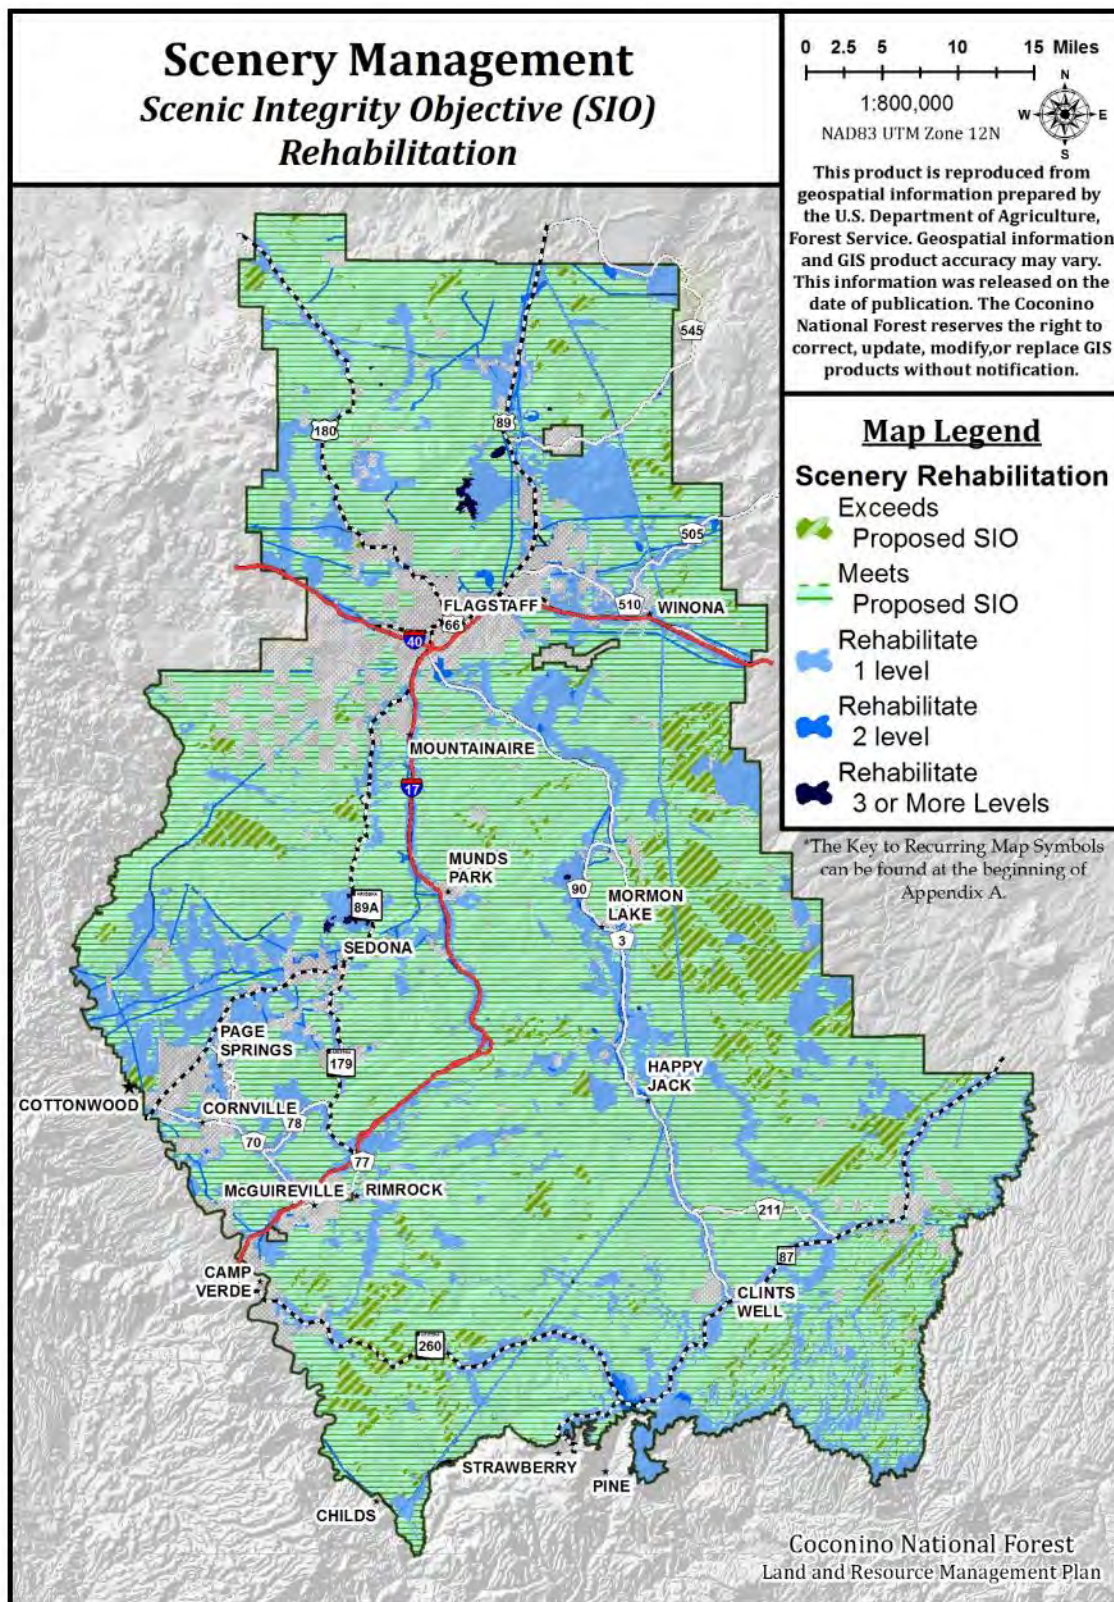 Scenery Management
Scenic Integrity Objective (SIO)
Rehabilitation
0 2.5 5 10 15 Miles
1:800,000
NAD83 UTM Zone 12N
N
W
E
S
This product is reproduced from
geospatial information prepared by
the U.S. Department of Agriculture,
Forest Service. Geospatial information
and GIS product accuracy may vary.
This information was released on the
date of publication. The Coconino
National Forest reserves the right to
correct, update, modify,or replace GIS
products without notification.
Map Legend
Scenery Rehabilitation
Exceeds
Proposed SIO
Meets
Proposed SIO
Rehabilitate
1 level
Rehabilitate
2 level
Rehabilitate
3 or More Levels
*The Key to Recurring Map Symbols
can be found at the beginning of
Appendix A.
545
180
89
505
FLAGSTAFF
510
WINONA
66
40
MOUNTAINAIRE
17
MUNDS
PARK
90
MORMON
LAKE
89A
3
SEDONA
PAGE
SPRINGS
179
HAPPY
JACK
COTTONWOOD
CORNVILLE
78
70
77
McGUIREVILLE
RIMROCK
211
87
CAMP
VERDE
CLINTS
WELL
ARIZONA
260
STRAWBERRY
PINE
CHILDS
Coconino National Forest
Land and Resource Management Plan